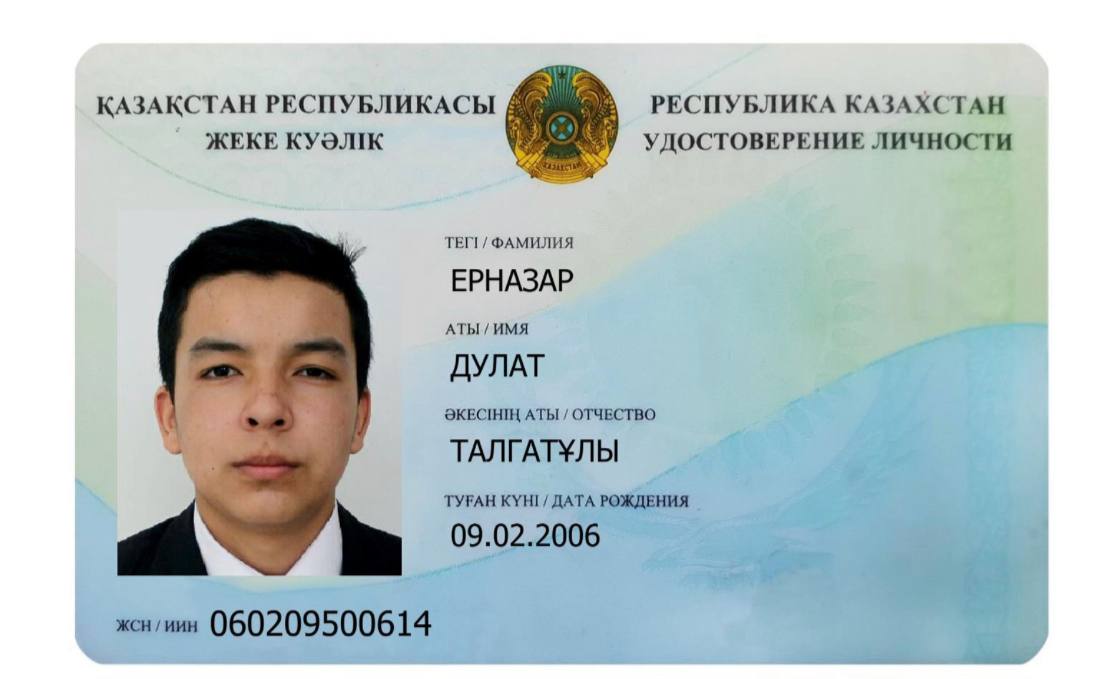 ҚАЗАҚСТАН РЕСПУБЛИКАСЫ
ЖЕКЕ КУӘЛІК
ҚАЗАҚСТАН
РЕСПУБЛИКА КАЗАХСТАН
УДОСТОВЕРЕНИЕ ЛИЧНОСТИ
ТЕГІ / ФАМИЛИЯ
ЕРНАЗАР
АТЫ / ИМЯ
ДУЛАТ
ӘКЕСІНІҢ АТЫ / ОТЧЕСТВО
ТАЛГАТҰЛЫ
ТУҒАН КҮНІ / ДАТА РОЖДЕНИЯ
09.02.2006
ЖСН / ИИН 060209500614